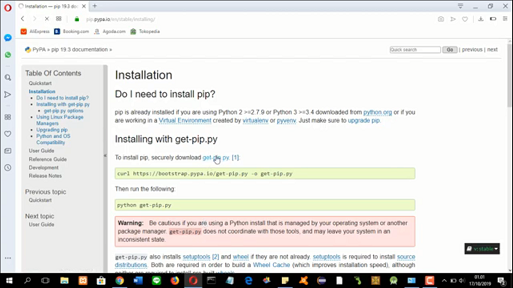 Installation — pip 19.3 docume
pip.pypa.io/en/stable/installing/
AliExpress
Booking.com
Agoda.com
Tokopedia
PyPA » pip 19.3 documentation »
Quick search
Go
previous | next
Table Of Contents
Quickstart
Installation
Do I need to install pip?
Installing with get-pip.py
get-pip.py options
Using Linux Package
Managers
Upgrading pip
Python and OS
Compatibility
User Guide
Reference Guide
Development
Release Notes
Previous topic
Quickstart
Next topic
User Guide
Installation
Do I need to install pip?
pip is already installed if you are using Python 2 >=2.7.9 or Python 3 >=3.4 downloaded from python.org or if
you are working in a Virtual Environment created by virtualenv or pyvenv. Just make sure to upgrade pip.
Installing with get-pip.py
To install pip, securely download get-pip.py. [1]
curl https://bootstrap.pypa.io/get-pip.py -o get-pip.py
Then run the following:
python get-pip.py
Warning: Be cautious if you are using a Python install that is managed by your operating system or another
package manager. get-pip.py does not coordinate with those tools, and may leave your system in an
inconsistent state.
get-pip.py also installs setuptools [2] and wheel if they are not already. setuptools is required to install source
distributions. Both are required in order to build a Wheel Cache (which improves installation speed), although
v: stable
01.01
17/10/2019